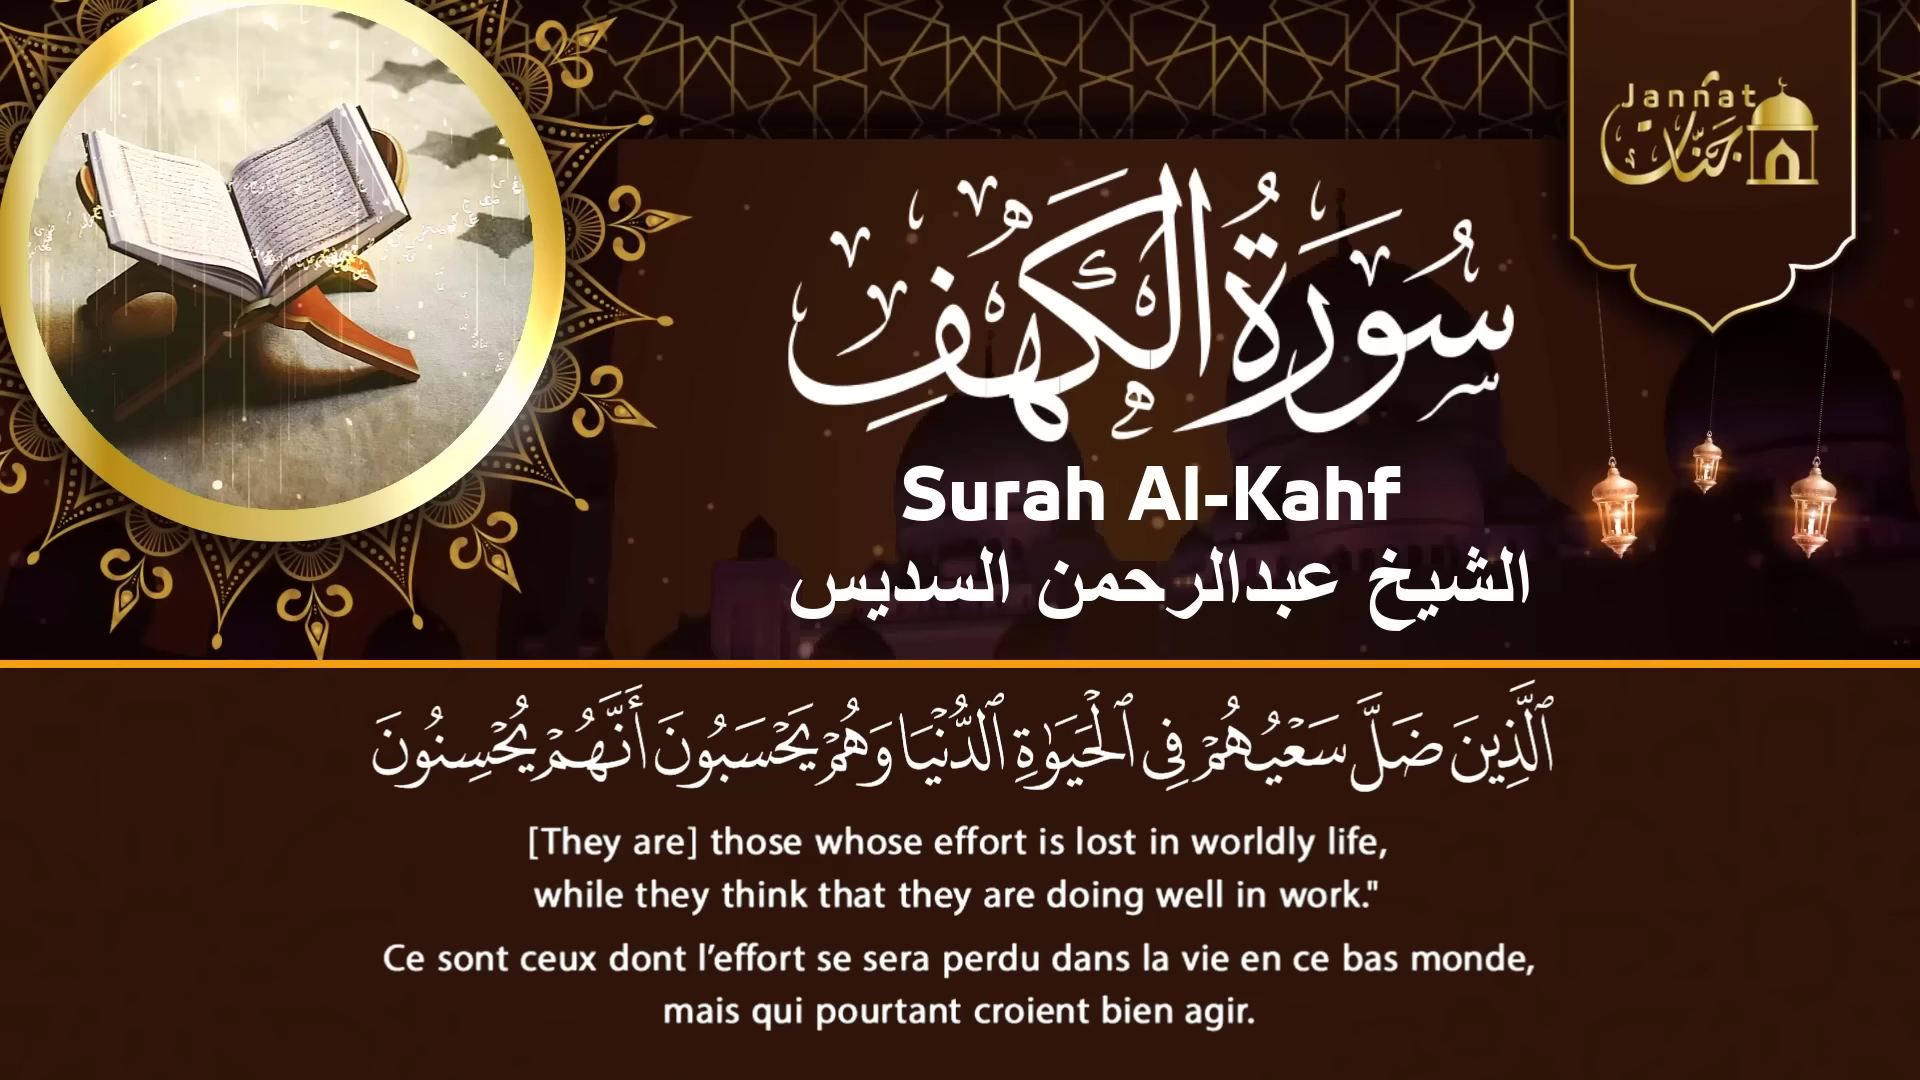 Jannat
جنات
سُورَةُ الكَهْفِ
Surah Al-Kahf
الشيخ عبدالرحمن السديس
ٱلَّذِينَ ضَلَّ سَعْيُهُمْ فِى ٱلْحَيَوٰةِ ٱلدُّنْيَا وَهُمْ يَحْسَبُونَ أَنَّهُمْ يُحْسِنُونَ
[They are] those whose effort is lost in worldly life,
while they think that they are doing well in work."
Ce sont ceux dont l’effort se sera perdu dans la vie en ce bas monde,
mais qui pourtant croient bien agir.